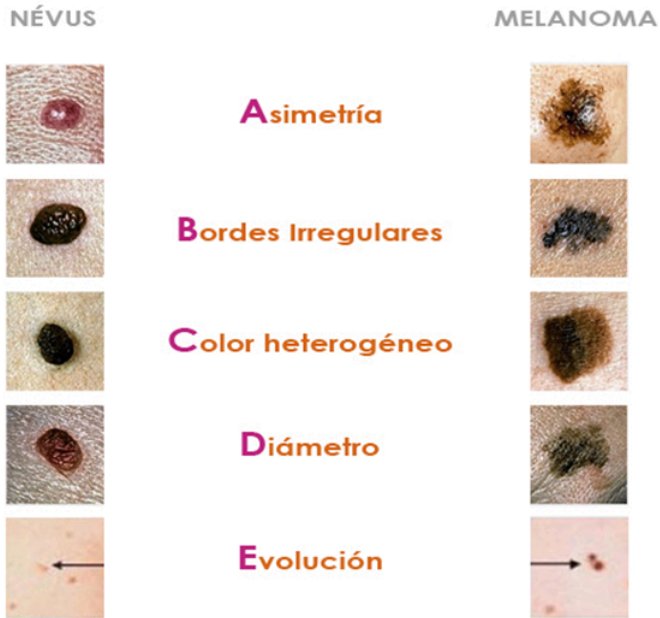 NÉVUS
MELANOMA
Asimetría
Bordes Irregulares
Color heterogéneo
Diámetro
Evolución